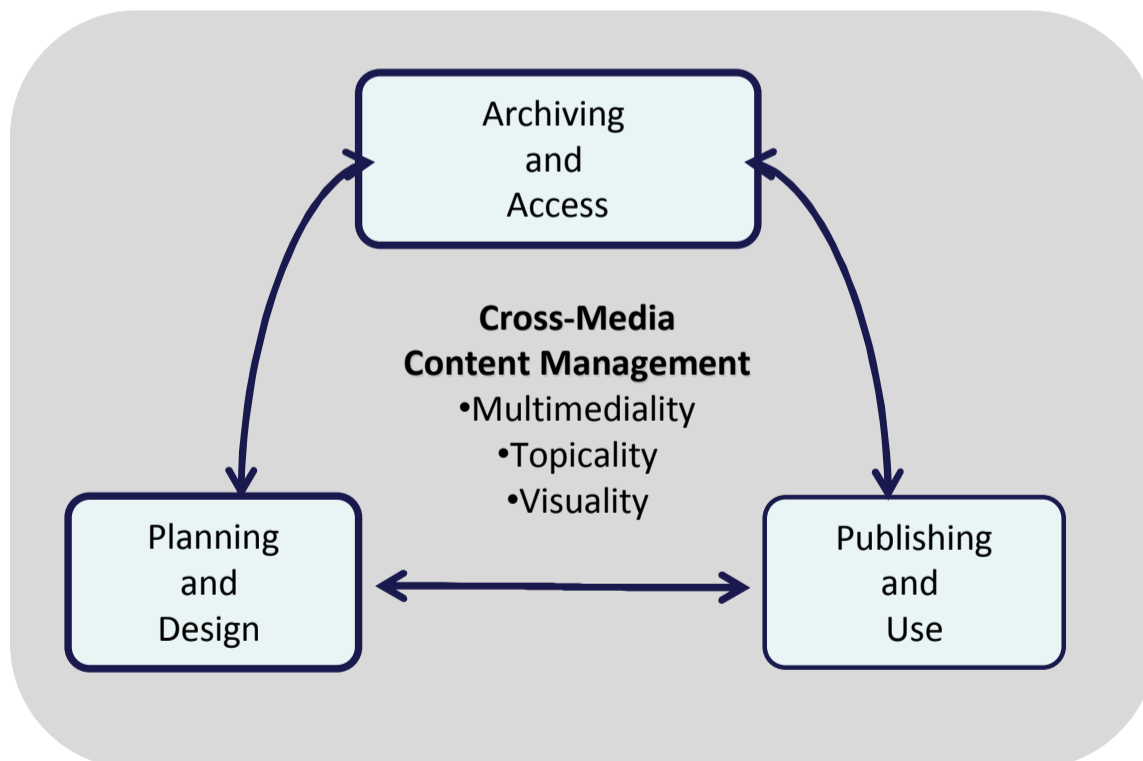 Archiving
and
Access
Cross-Media
Content Management
•Multimediality
•Topicality
•Visuality
Planning
and
Design
Publishing
and
Use